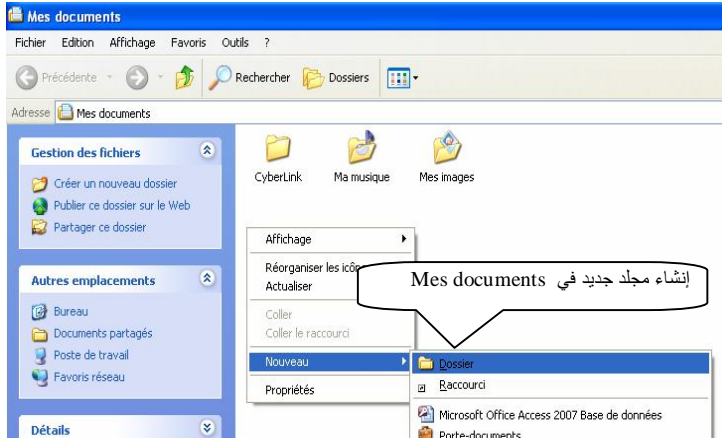 Mes documents
Fichier Edition Affichage Favoris Outils ?
Précédente Rechercher Dossiers
Adresse Mes documents
Gestion des fichiers
Créer un nouveau dossier
Publier ce dossier sur le Web
Partager ce dossier
Autres emplacements
Bureau
Documents partagés
Poste de travail
Favoris réseau
Détails
CyberLink Ma musique Mes images
Affichage
Réorganiser les icône
Actualiser
Coller
Coller le raccourci
Nouveau
Propriétés
إنشاء مجلد جديد في Mes documents
Dossier
Raccourci
Microsoft Office Access 2007 Base de données
Porte-documents